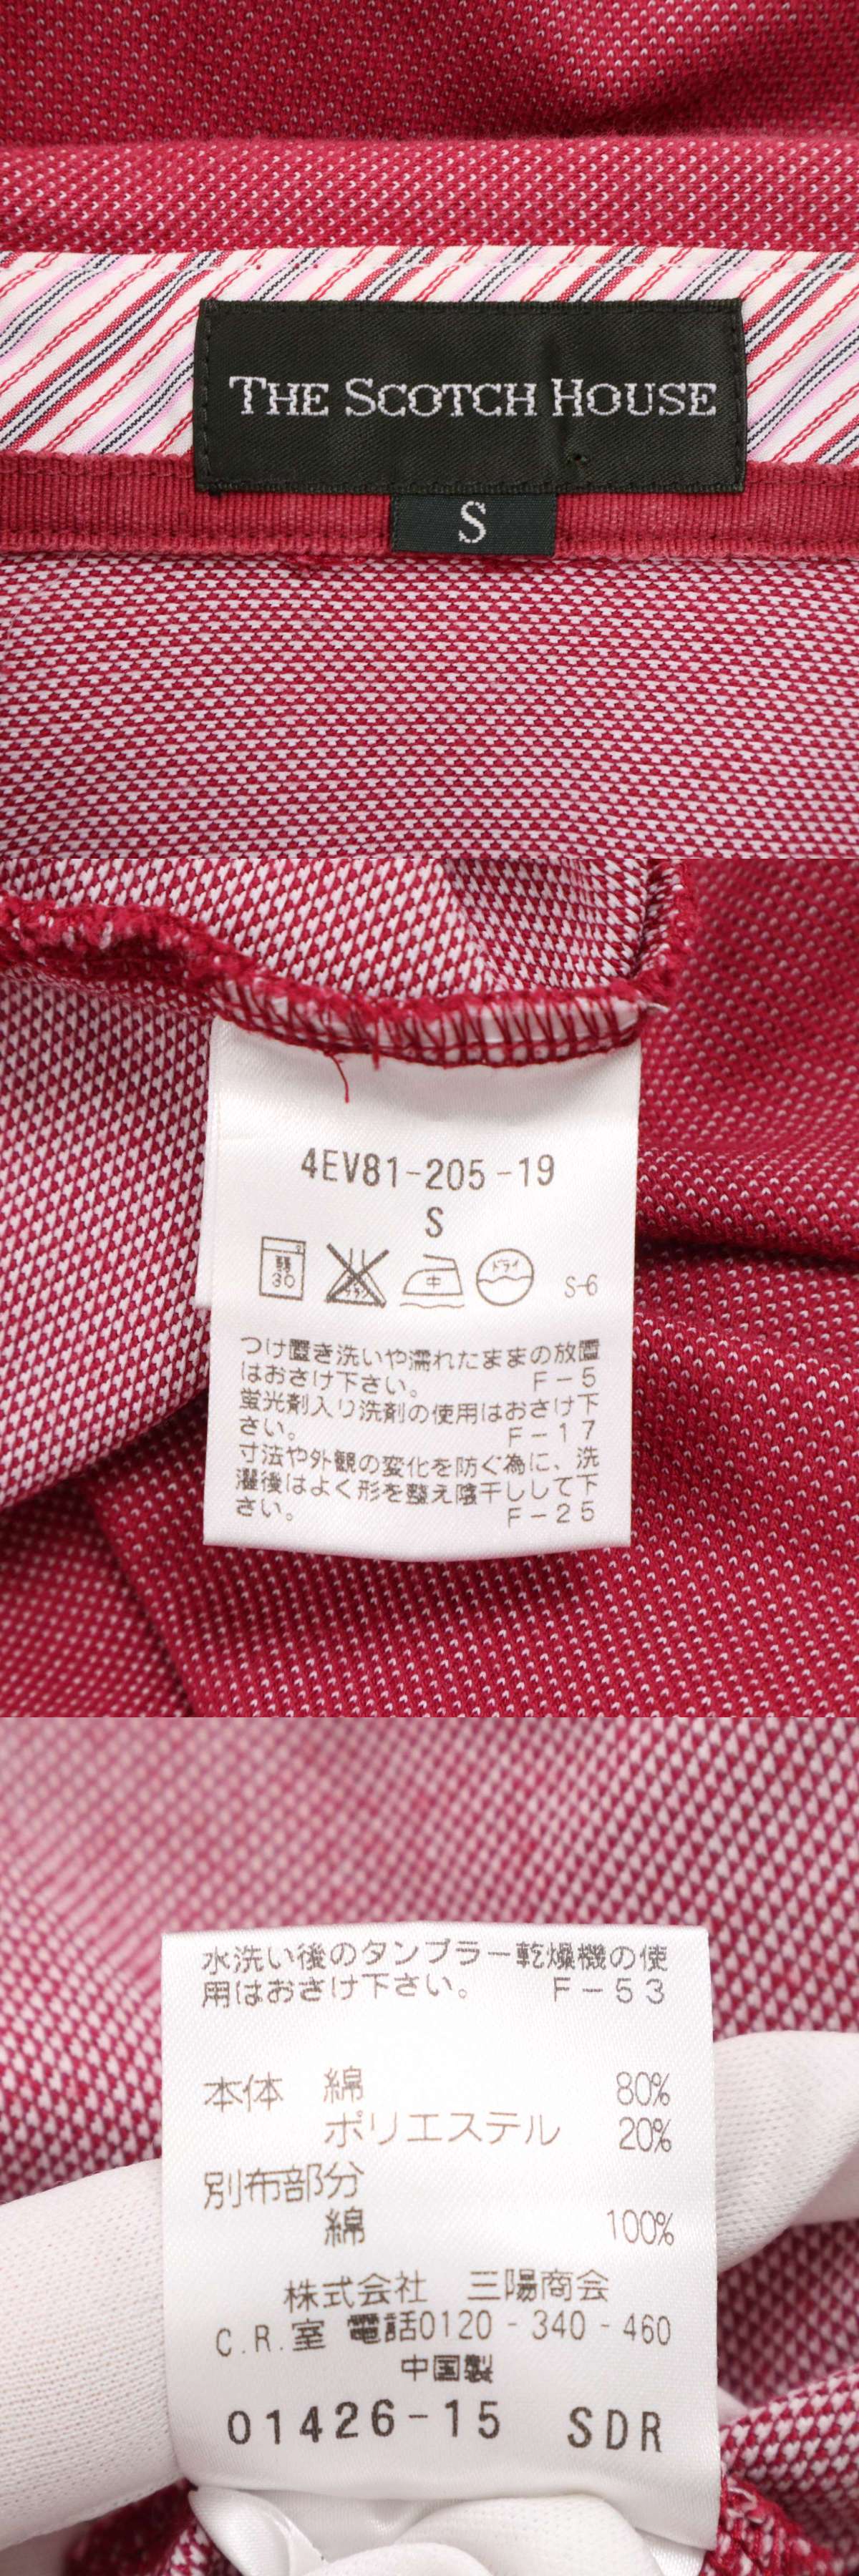 THE SCOTCH HOUSE
S
4EV81-205-19
S
弱
30
中
ドライ
S-6
つけ置き洗いや濡れたままの放置
はおさけ下さい。 F-5
蛍光剤入り洗剤の使用はおさけ下
さい。 F-17
寸法や外観の変化を防ぐ為に、洗
濯後はよく形を整え陰干しして下
さい。 F-25
水洗い後のタンブラー乾燥機の使
用はおさけ下さい。 F-53
本体 綿 80%
ポリエステル 20%
別布部分
綿 100%
株式会社 三陽商会
C.R.室 電話0120-340-460
中国製
01426-15 SDR